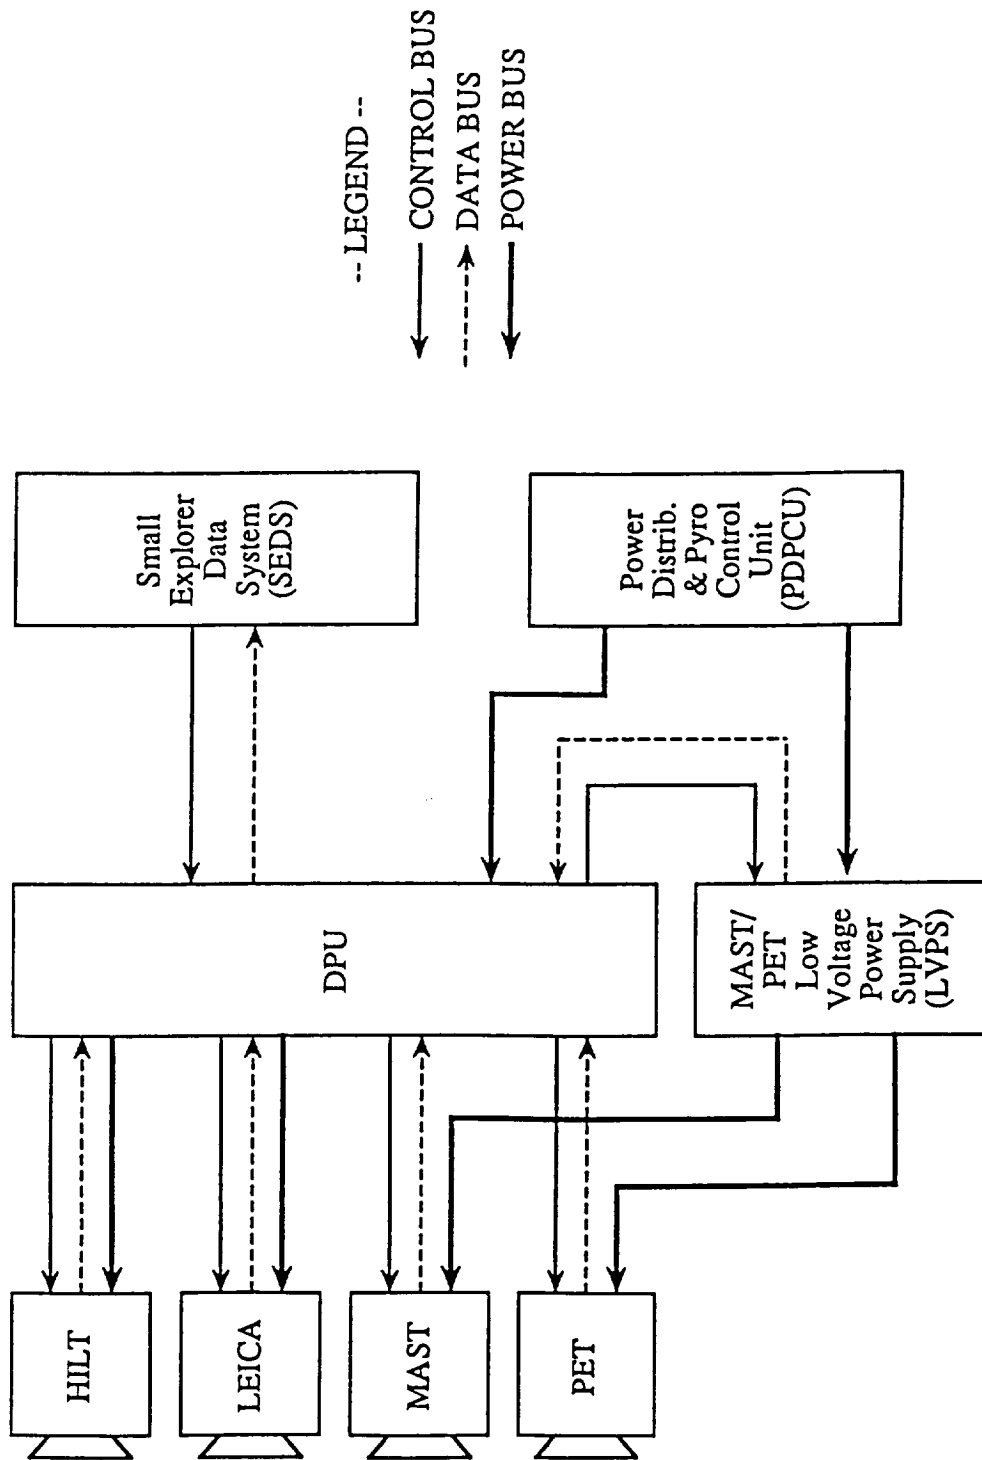 HILT
LEICA
MAST
PET
DPU
MAST/
PET
Low
Voltage
Power
Supply
(LVPS)
Small
Explorer
Data
System
(SEDS)
Power
Distrib.
& Pyro
Control
Unit
(PDPCU)
-- LEGEND --
CONTROL BUS
DATA BUS
POWER BUS